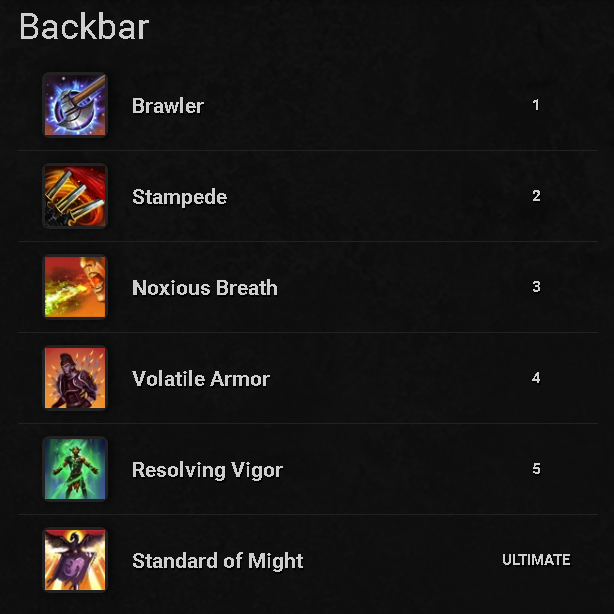 Backbar
Brawler 1
Stampede 2
Noxious Breath 3
Volatile Armor 4
Resolving Vigor 5
Standard of Might ULTIMATE